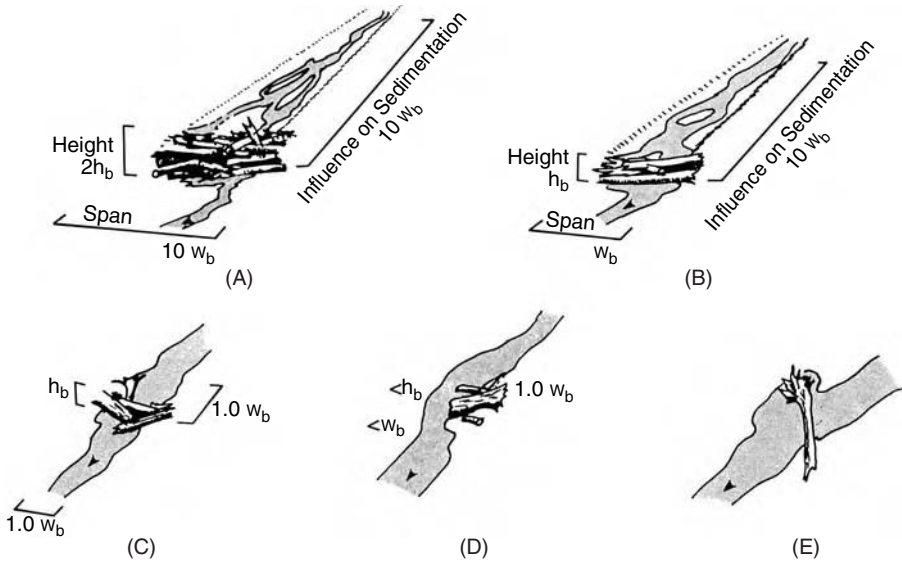 Height
2h_b
Span
10 w_b
Influence on Sedimentation
10 w_b
(A)
Height
h_b
Span
w_b
Influence on Sedimentation
10 w_b
(B)
h_b
1.0 w_b
1.0 w_b
(C)
<h_b
1.0 w_b
<w_b
(D)
(E)